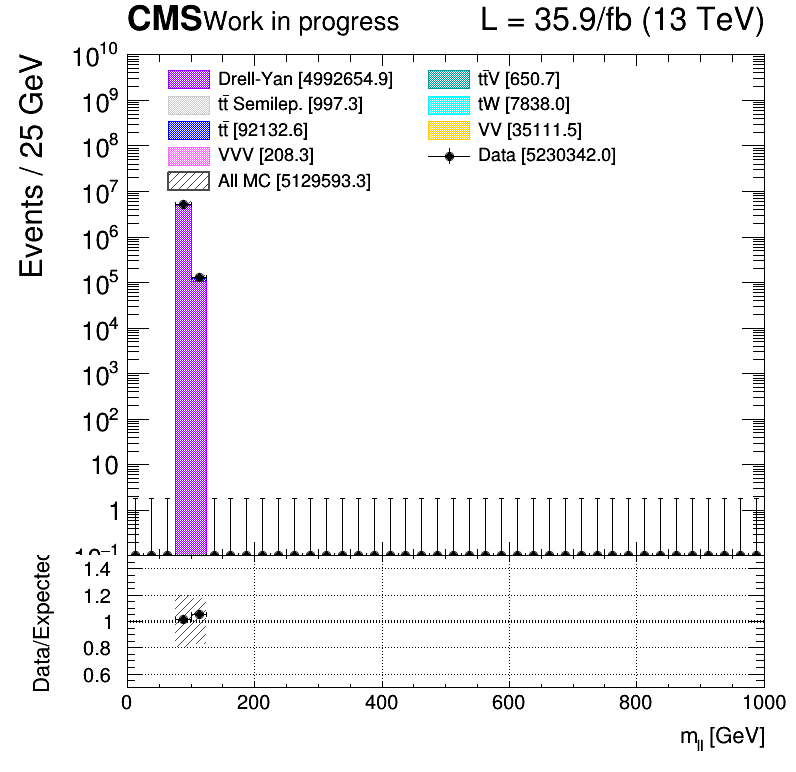 CMS Work in progress L = 35.9/fb (13 TeV)
Events / 25 GeV
10^10
10^9
10^8
10^7
10^6
10^5
10^4
10^3
10^2
10
1
10^−1
Drell-Yan [4992654.9]
tt̄ Semilep. [997.3]
tt̄ [92132.6]
VVV [208.3]
All MC [5129593.3]
tt̄V [650.7]
tW [7838.0]
VV [35111.5]
Data [5230342.0]
Data/Expected
1.4
1.2
1
0.8
0.6
0 200 400 600 800 1000
m_ll [GeV]